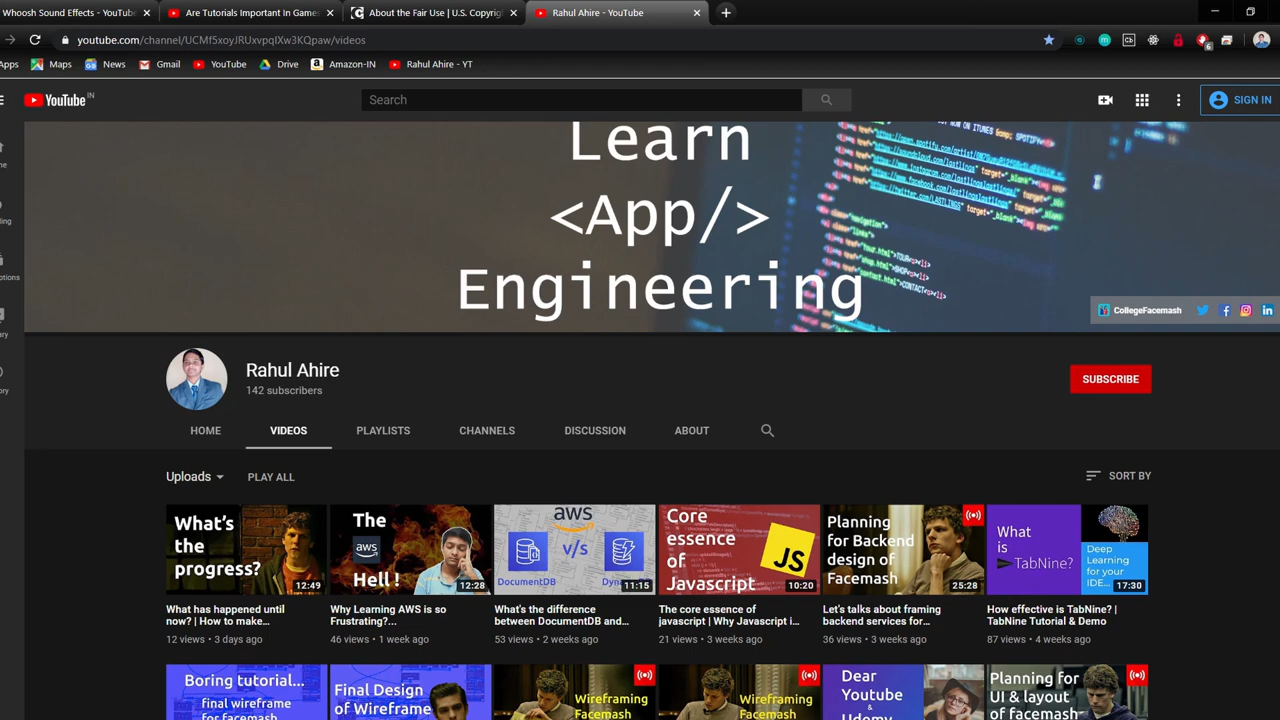 Whoosh Sound Effects - YouTube
Are Tutorials Important In Games
About the Fair Use | U.S. Copyrig
Rahul Ahire - YouTube
youtube.com/channel/UCMf5xoyJRUxvpqIXw3KQpaw/videos
6
Apps
Maps
News
Gmail
YouTube
Drive
Amazon-IN
Rahul Ahire - YT
YouTube IN
Search
SIGN IN
Learn
<App/>
Engineering
CollegeFacemash
Rahul Ahire
142 subscribers
SUBSCRIBE
HOME
VIDEOS
PLAYLISTS
CHANNELS
DISCUSSION
ABOUT
Uploads
PLAY ALL
SORT BY
What's
the
progress?
12:49
The
aws
Hell !
12:28
aws
v/s
DocumentDB
11:15
Core
essence
of
Javascript
JS
10:20
Planning
for Backend
design of
Facemash
25:28
What
is
TabNine?
Deep
Learning
for your
IDE...
17:30
What has happened until
now? | How to make...
12 views • 3 days ago
Why Learning AWS is so
Frustrating?...
46 views • 1 week ago
What's the difference
between DocumentDB and...
53 views • 2 weeks ago
The core essence of
javascript | Why Javascript i...
21 views • 3 weeks ago
Let's talks about framing
backend services for...
36 views • 3 weeks ago
How effective is TabNine? |
TabNine Tutorial & Demo
87 views • 4 weeks ago
Boring tutorial...
final wireframe
for facemash
Final Design
of Wireframe
Wireframing
Facemash
Wireframing
Facemash
Dear
Youtube
&
Udemy
Planning for
UI & layout
of facemash